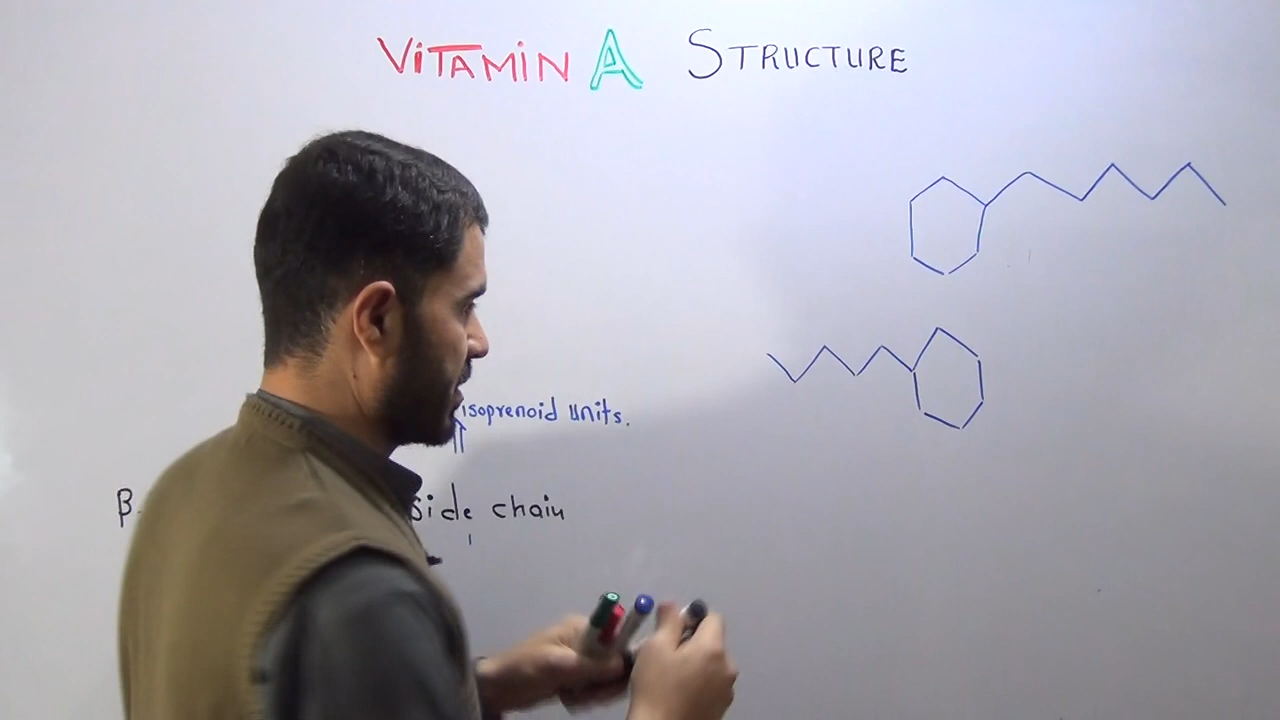 VITAMIN A STRUCTURE
isoprenoid units.
β. side chain